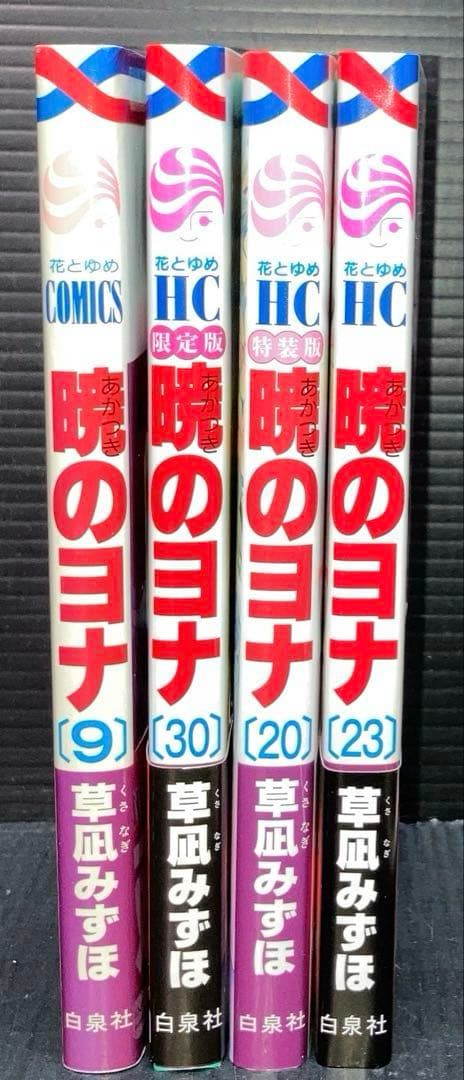 花とゆめ
COMICS
暁のヨナ
あかつき
[9]
草凪みずほ
くさなぎ
白泉社
花とゆめ
HC
限定版
暁のヨナ
あかつき
[30]
草凪みずほ
くさなぎ
白泉社
花とゆめ
HC
特装版
暁のヨナ
あかつき
[20]
草凪みずほ
くさなぎ
白泉社
花とゆめ
HC
暁のヨナ
あかつき
[23]
草凪みずほ
くさなぎ
白泉社